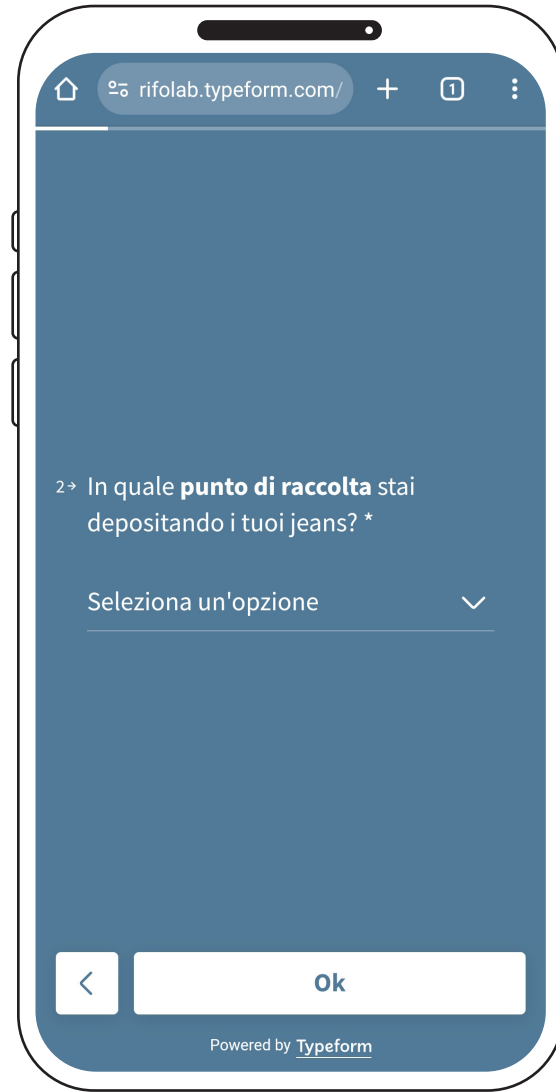 rifolab.typeform.com/
1
2→ In quale punto di raccolta stai
depositando i tuoi jeans? *
Seleziona un'opzione
Ok
Powered by Typeform